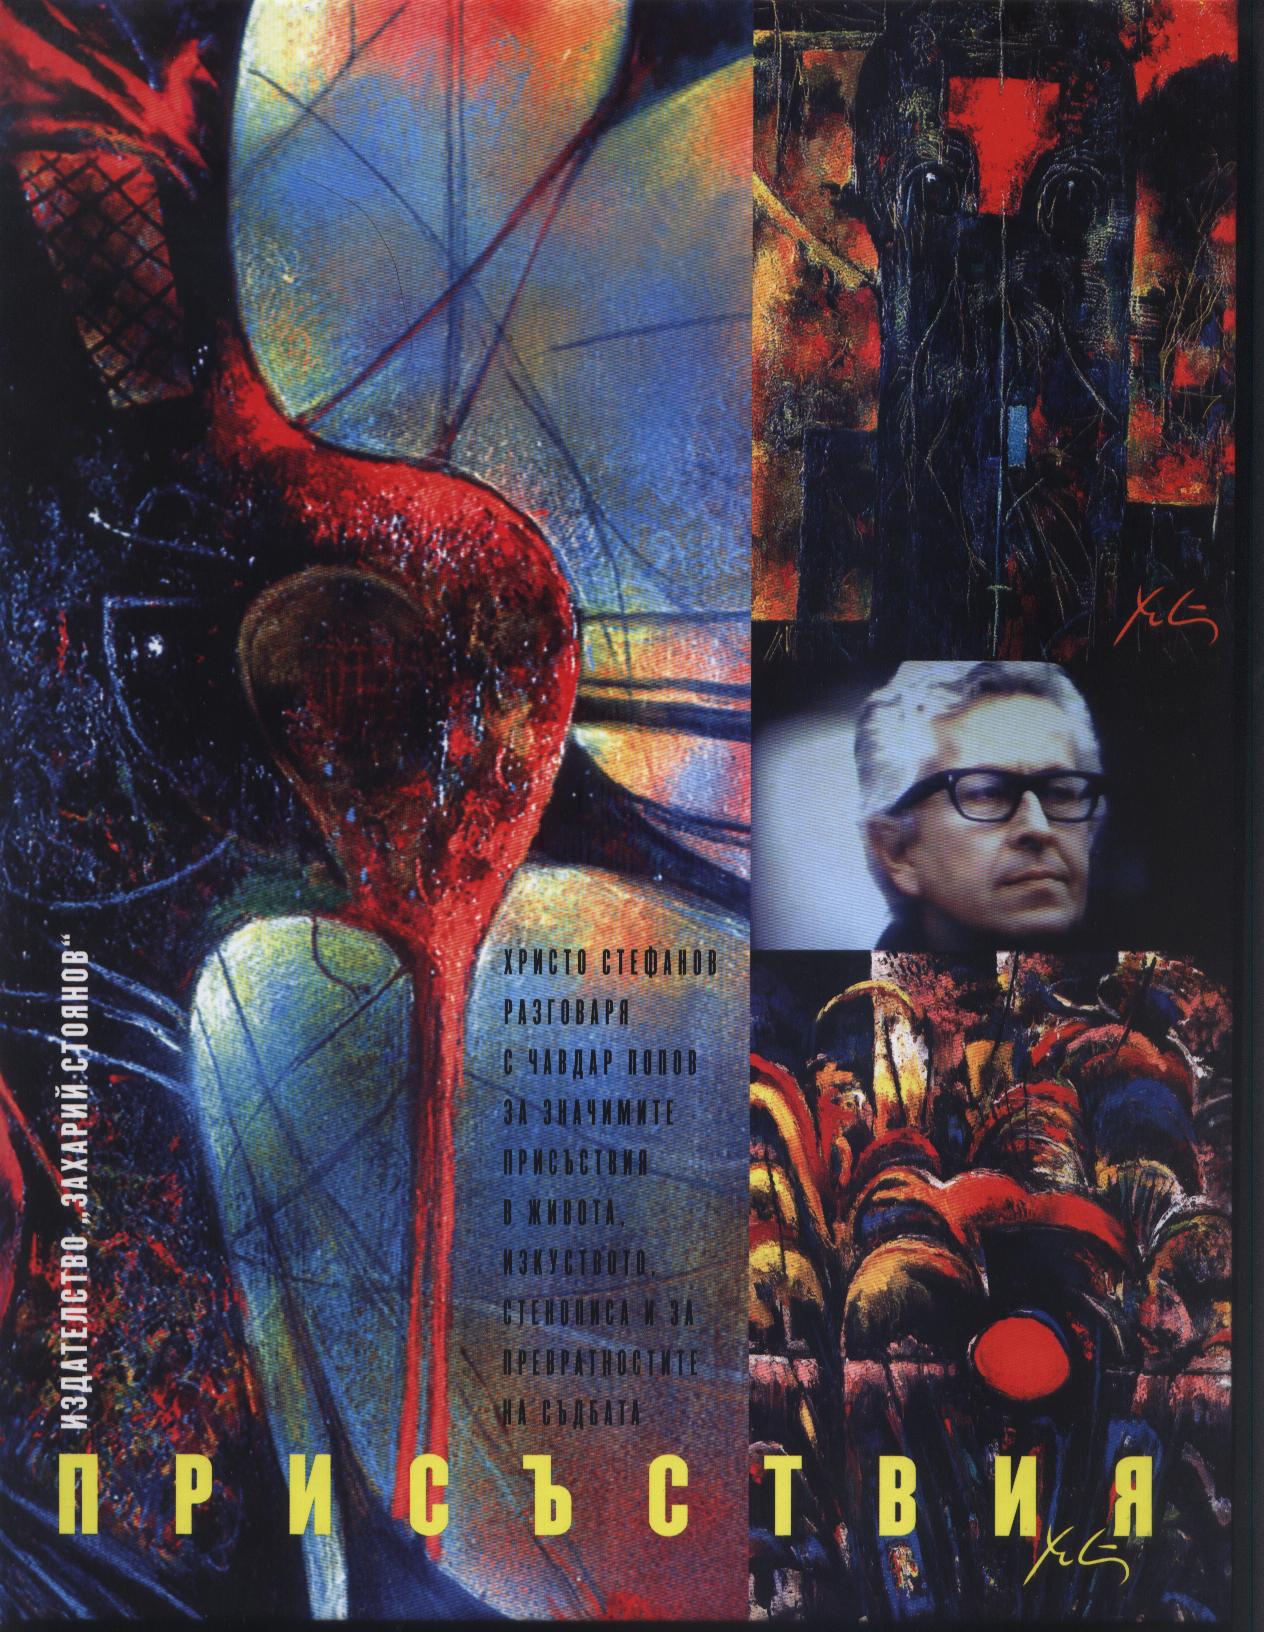 ИЗДАТЕЛСТВО „ЗАХАРИЙ СТОЯНОВ“
ХРИСТО СТЕФАНОВ
РАЗГОВАРЯ
С ЧАВДАР ПОПОВ
ЗА ЗНАЧИМИТЕ
ПРИСЪСТВИЯ
В ЖИВОТА,
ИЗКУСТВОТО,
СТЕНОПИСА И ЗА
ПРЕВРАТНОСТИТЕ
НА СЪДБАТА
ПРИСЪСТВИЯ